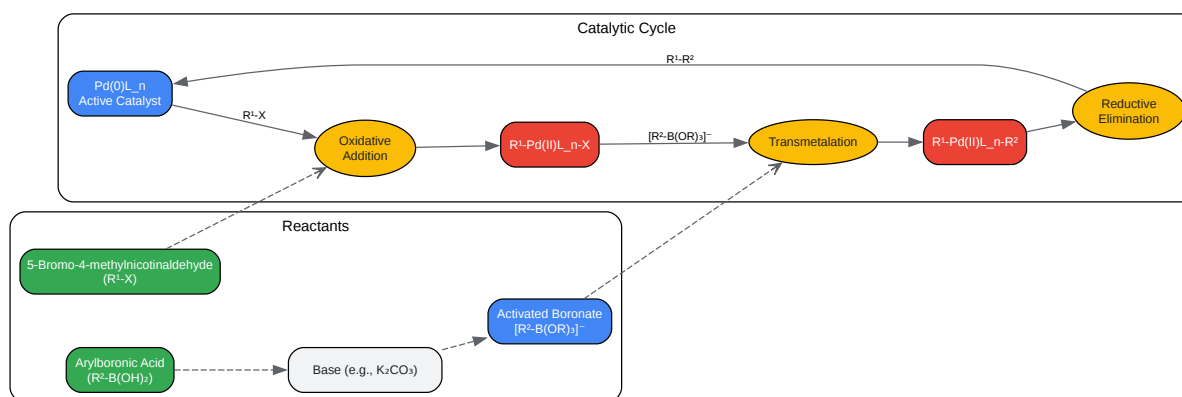 Catalytic Cycle
R¹-R²
Pd(0)L_n
Active Catalyst
R¹-X
Oxidative
Addition
R¹-Pd(II)L_n-X
[R²-B(OR)₃]⁻
Transmetalation
R¹-Pd(II)L_n-R²
Reductive
Elimination
Reactants
5-Bromo-4-methylnicotinaldehyde
(R¹-X)
Activated Boronate
[R²-B(OR)₃]⁻
Arylboronic Acid
(R²-B(OH)₂)
Base (e.g., K₂CO₃)